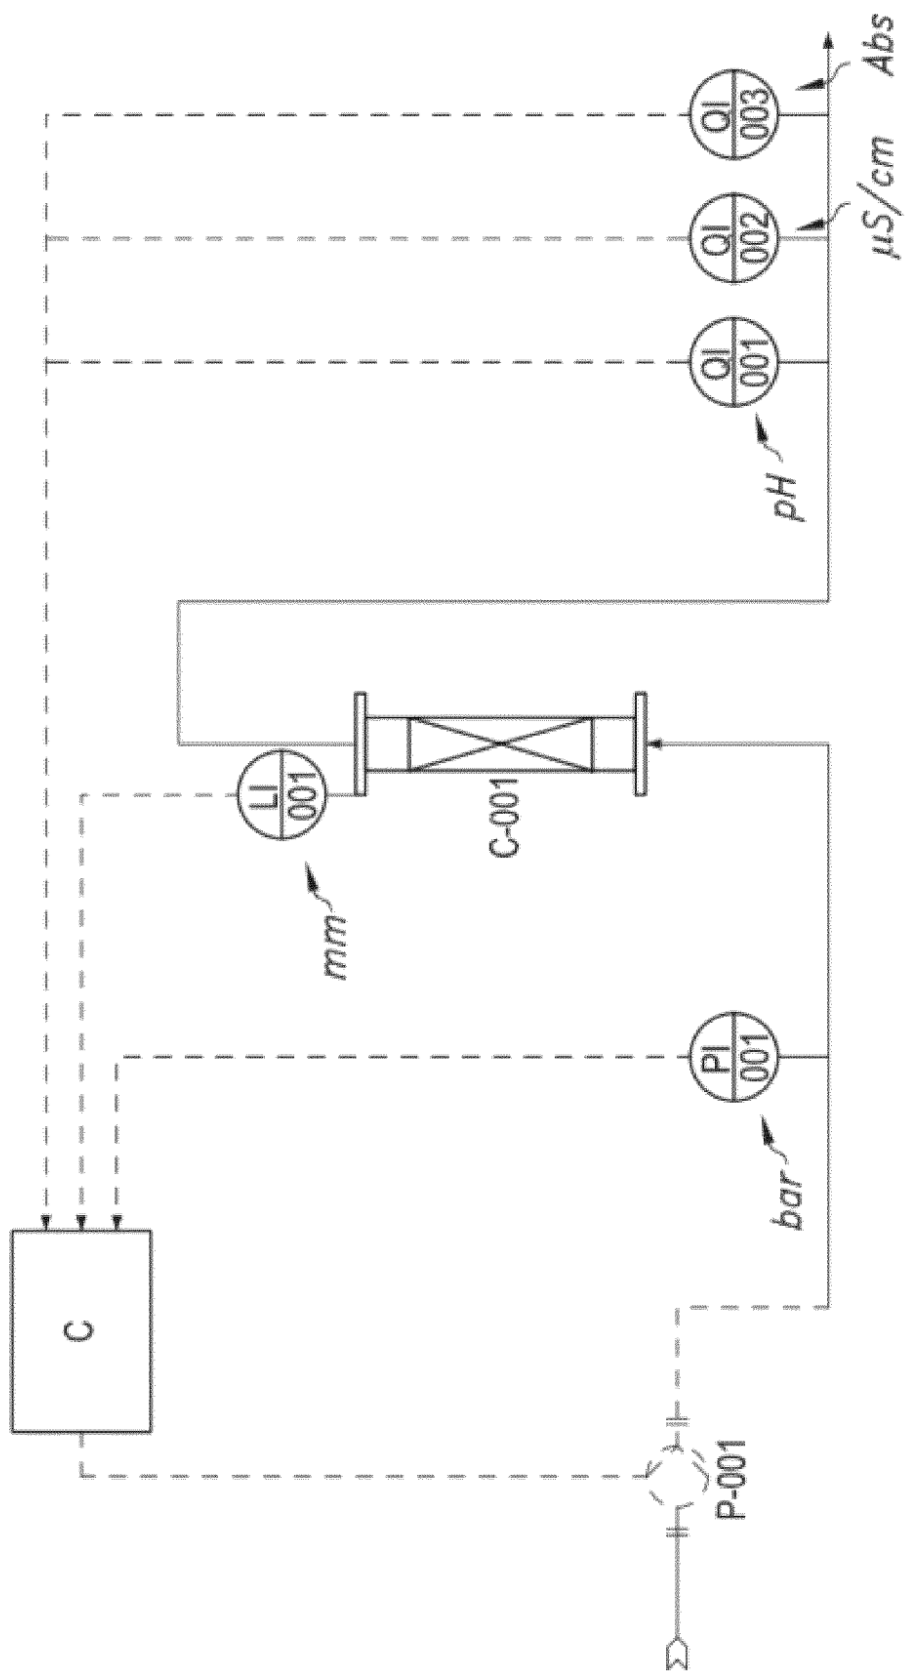 C
P-001
PI
001
bar
LI
001
mm
C-001
QI
001
pH
QI
002
μS/cm
QI
003
Abs